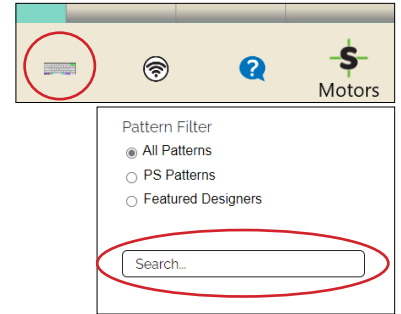 ?
S
Motors
Pattern Filter
All Patterns
PS Patterns
Featured Designers
Search...